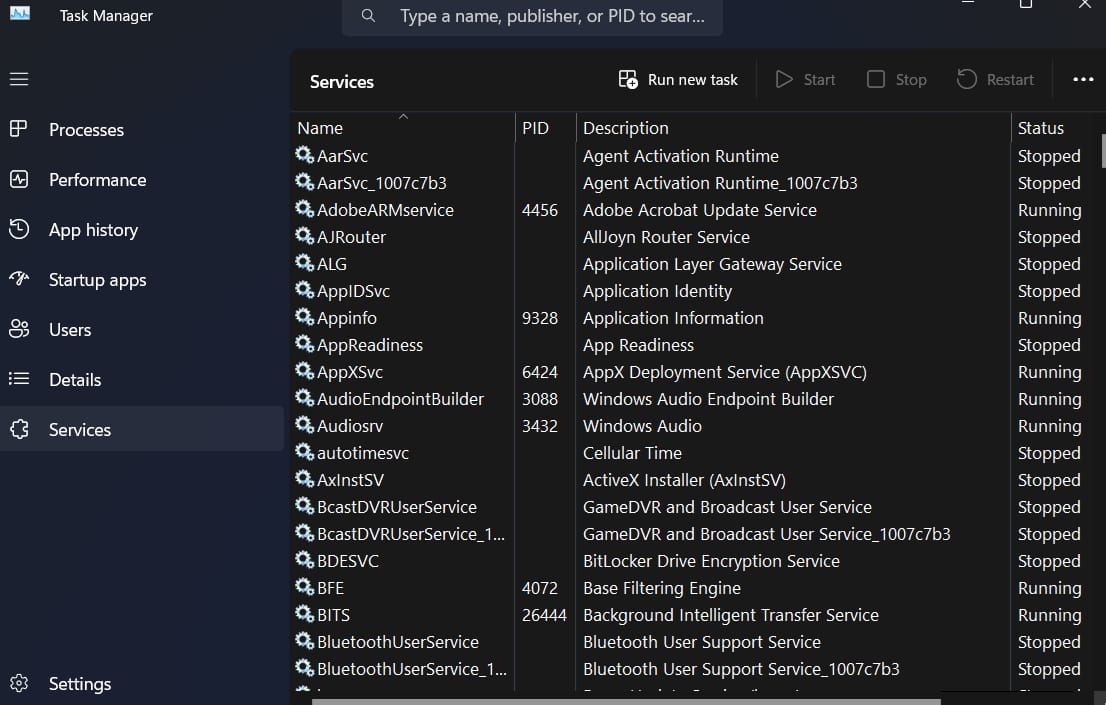 Task Manager
Type a name, publisher, or PID to sear...
Services
Run new task
Start
Stop
Restart
Processes
Performance
App history
Startup apps
Users
Details
Services
Settings
Name PID Description Status
AarSvc Agent Activation Runtime Stopped
AarSvc_1007c7b3 Agent Activation Runtime_1007c7b3 Stopped
AdobeARMservice 4456 Adobe Acrobat Update Service Running
AJRouter AllJoyn Router Service Stopped
ALG Application Layer Gateway Service Stopped
AppIDSvc Application Identity Stopped
Appinfo 9328 Application Information Running
AppReadiness App Readiness Stopped
AppXSvc 6424 AppX Deployment Service (AppXSVC) Running
AudioEndpointBuilder 3088 Windows Audio Endpoint Builder Running
Audiosrv 3432 Windows Audio Running
autotimesvc Cellular Time Stopped
AxInstSV ActiveX Installer (AxInstSV) Stopped
BcastDVRUserService GameDVR and Broadcast User Service Stopped
BcastDVRUserService_1... GameDVR and Broadcast User Service_1007c7b3 Stopped
BDESVC BitLocker Drive Encryption Service Stopped
BFE 4072 Base Filtering Engine Running
BITS 26444 Background Intelligent Transfer Service Running
BluetoothUserService Bluetooth User Support Service Stopped
BluetoothUserService_1... Bluetooth User Support Service_1007c7b3 Stopped